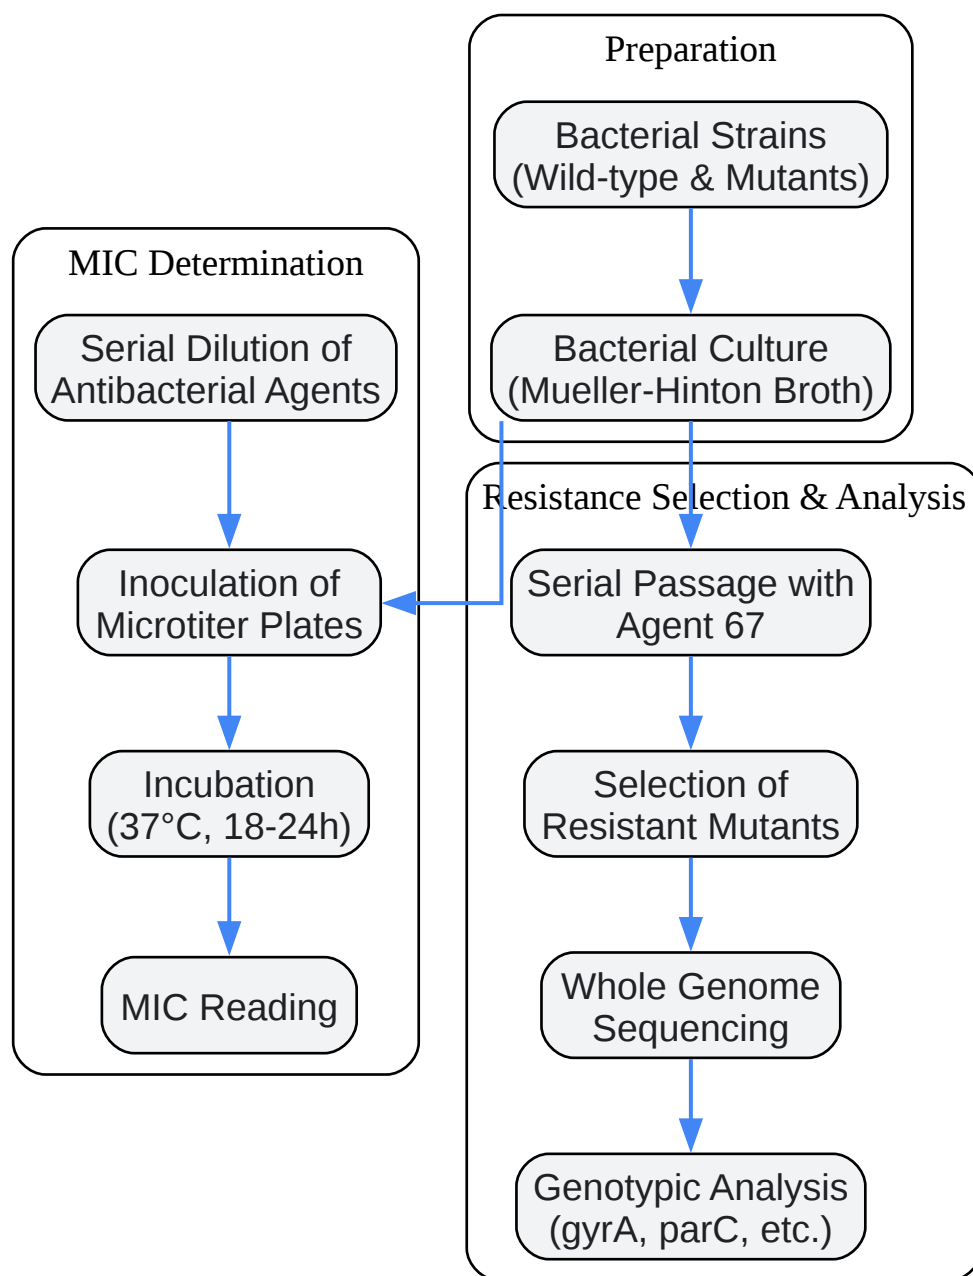 Preparation
Bacterial Strains
(Wild-type & Mutants)
Bacterial Culture
(Mueller-Hinton Broth)
MIC Determination
Serial Dilution of
Antibacterial Agents
Inoculation of
Microtiter Plates
Incubation
(37°C, 18-24h)
MIC Reading
Resistance Selection & Analysis
Serial Passage with
Agent 67
Selection of
Resistant Mutants
Whole Genome
Sequencing
Genotypic Analysis
(gyrA, parC, etc.)